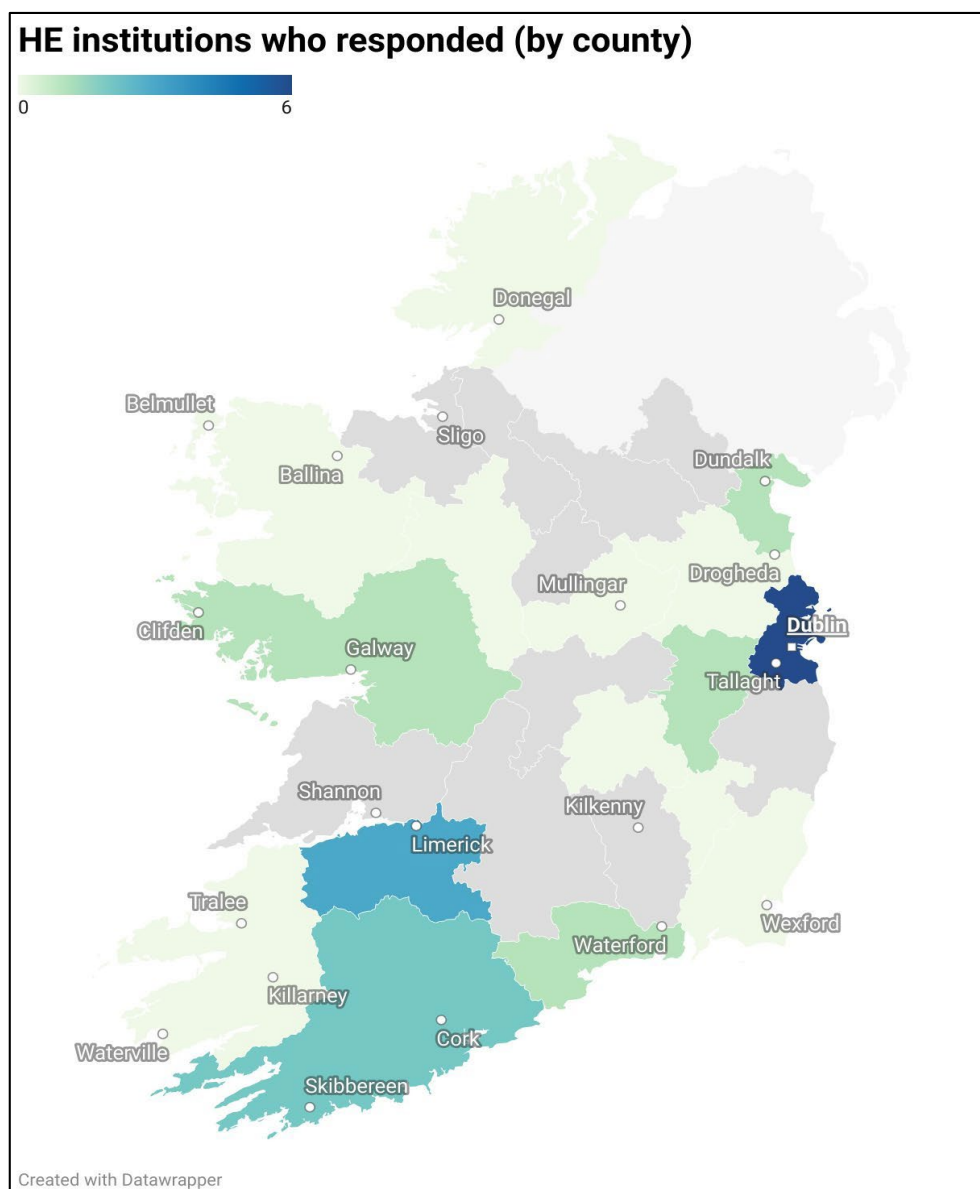 HE institutions who responded (by county)
0 6
Donegal
Belmullet
Sligo
Ballina
Dundalk
Drogheda
Mullingar
Clifden
Dublin
Galway
Tallaght
Shannon
Kilkenny
Limerick
Tralee
Wexford
Waterford
Killarney
Cork
Waterville
Skibbereen
Created with Datawrapper